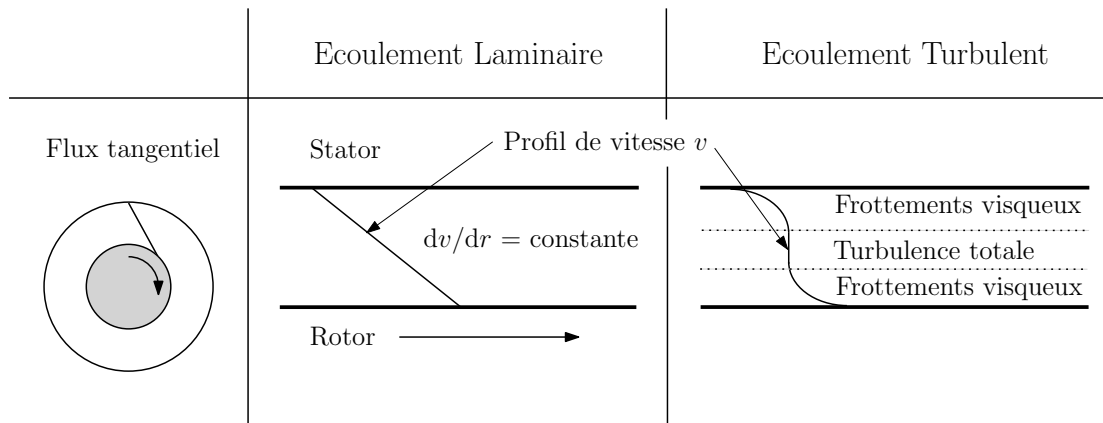 Ecoulement Laminaire
Ecoulement Turbulent
Flux tangentiel
Stator
Profil de vitesse v
dv/dr = constante
Rotor
Frottements visqueux
Turbulence totale
Frottements visqueux